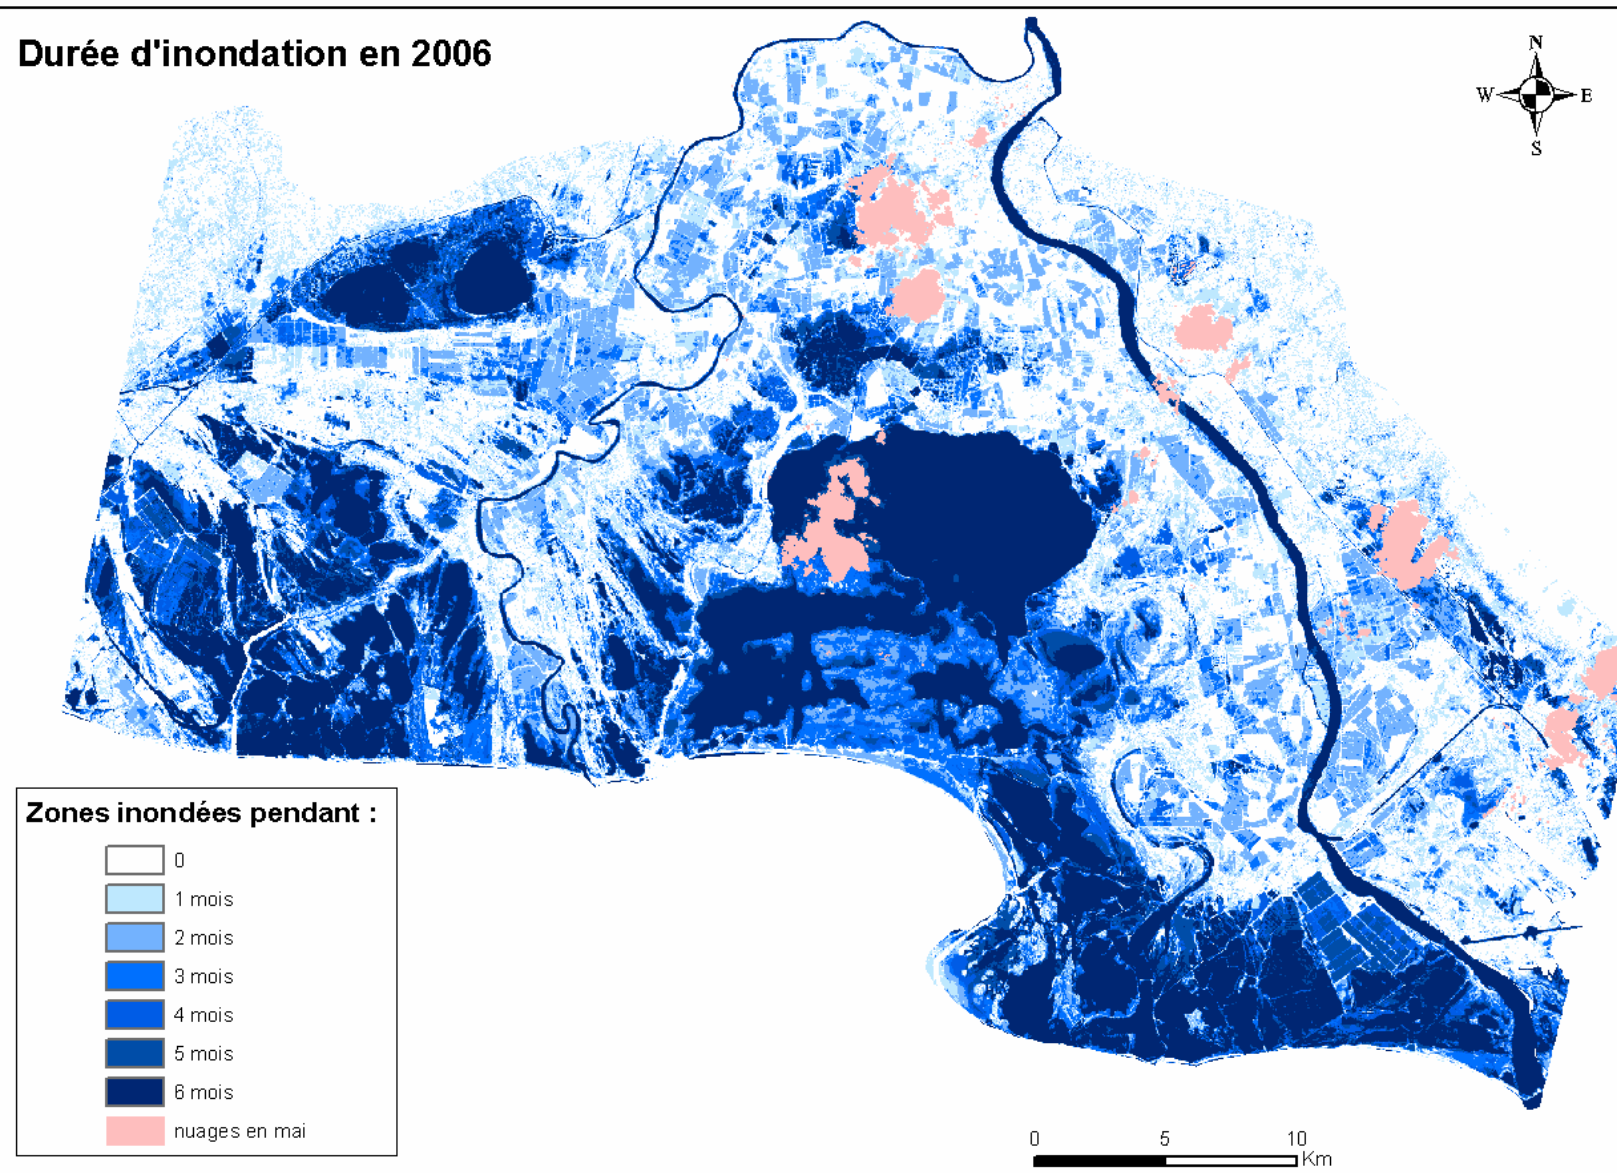 Durée d'inondation en 2006
N
W
E
S
Zones inondées pendant :
0
1 mois
2 mois
3 mois
4 mois
5 mois
6 mois
nuages en mai
0 5 10
Km